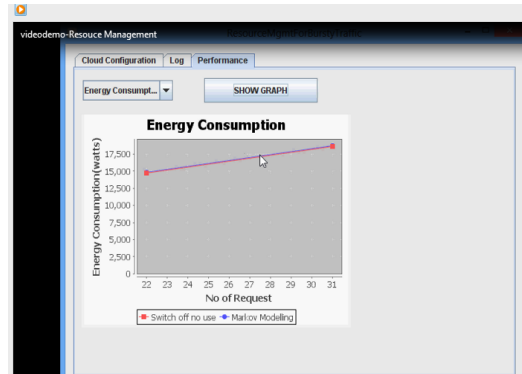 videodemo-Resouce Management
ResourceMgmtForBurstyTraffic
Cloud Configuration Log Performance
Energy Consumpt... SHOW GRAPH
Energy Consumption
Energy Consumption(watts)
17,500
15,000
12,500
10,000
7,500
5,000
2,500
0
22 23 24 25 26 27 28 29 30 31
No of Request
Switch off no use Markov Modeling